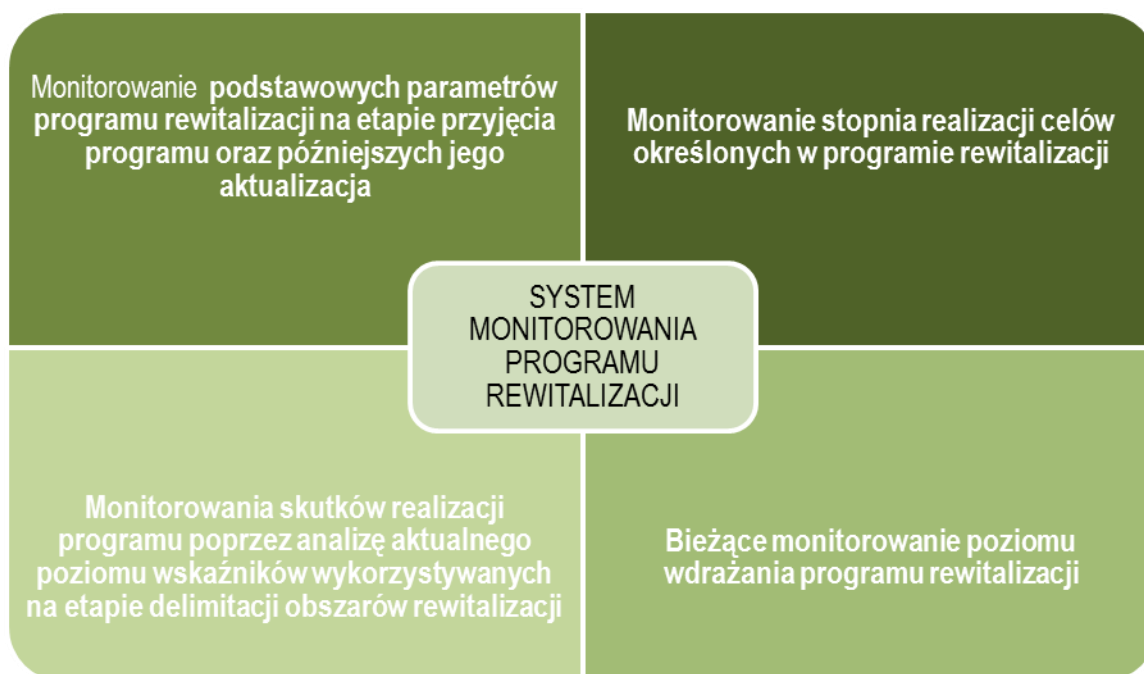 Monitorowanie podstawowych parametrów
programu rewitalizacji na etapie przyjęcia
programu oraz późniejszych jego
aktualizacja
Monitorowanie stopnia realizacji celów
określonych w programie rewitalizacji
SYSTEM
MONITOROWANIA
PROGRAMU
REWITALIZACJI
Monitorowania skutków realizacji
programu poprzez analizę aktualnego
poziomu wskaźników wykorzystywanych
na etapie delimitacji obszarów rewitalizacji
Bieżące monitorowanie poziomu
wdrażania programu rewitalizacji